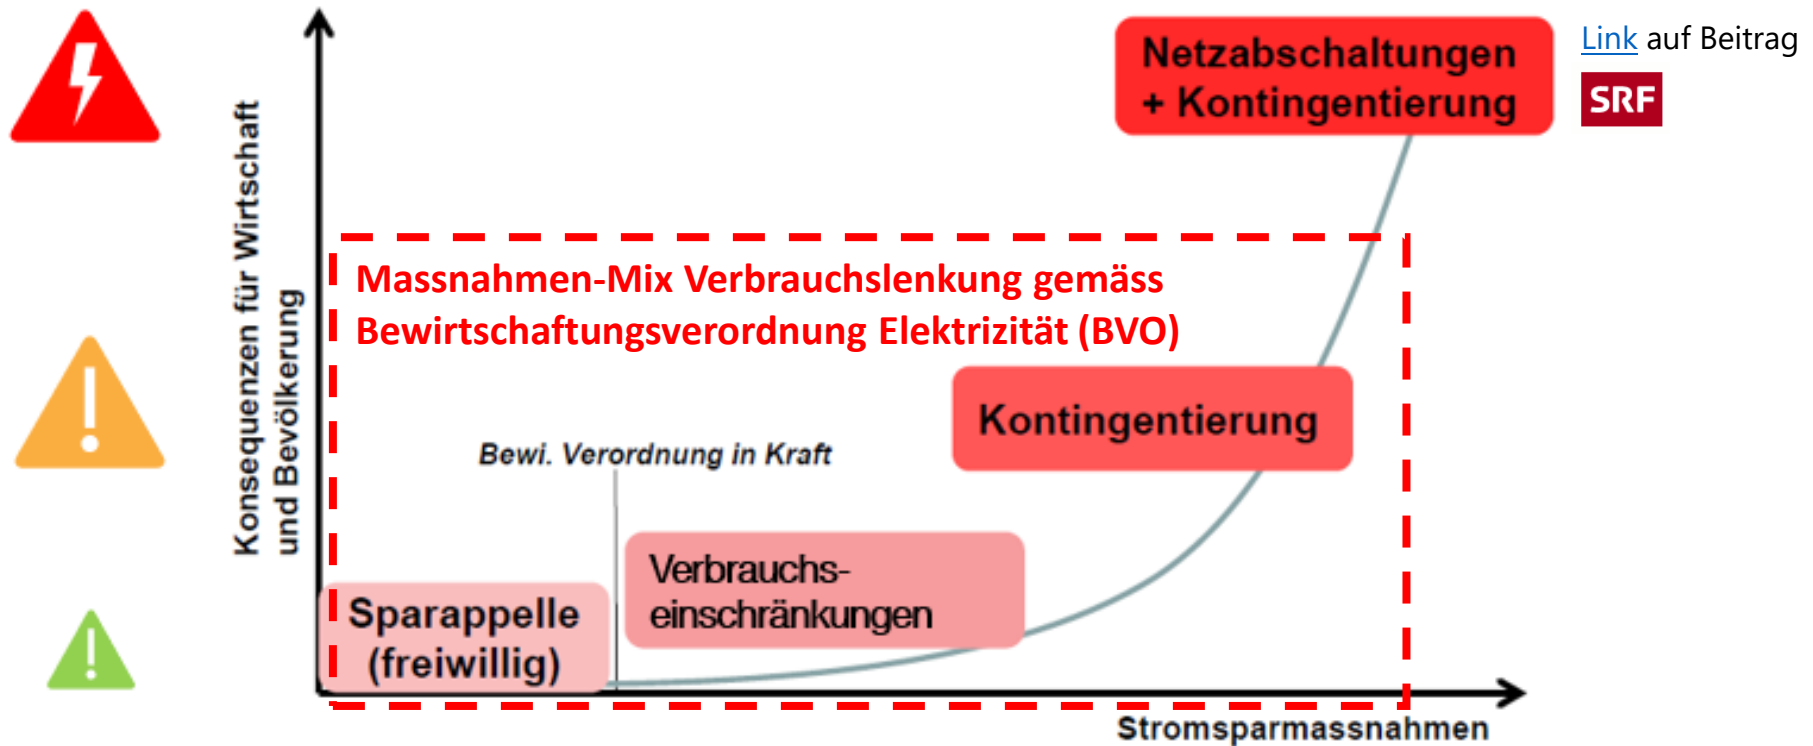 Netzabschaltungen
+ Kontingentierung
Link auf Beitrag
SRF
Konsequenzen für Wirtschaft
und Bevölkerung
Massnahmen-Mix Verbrauchslenkung gemäss
Bewirtschaftungsverordnung Elektrizität (BVO)
Kontingentierung
Bewi. Verordnung in Kraft
Verbrauchs-
einschränkungen
Sparappelle
(freiwillig)
Stromsparmassnahmen